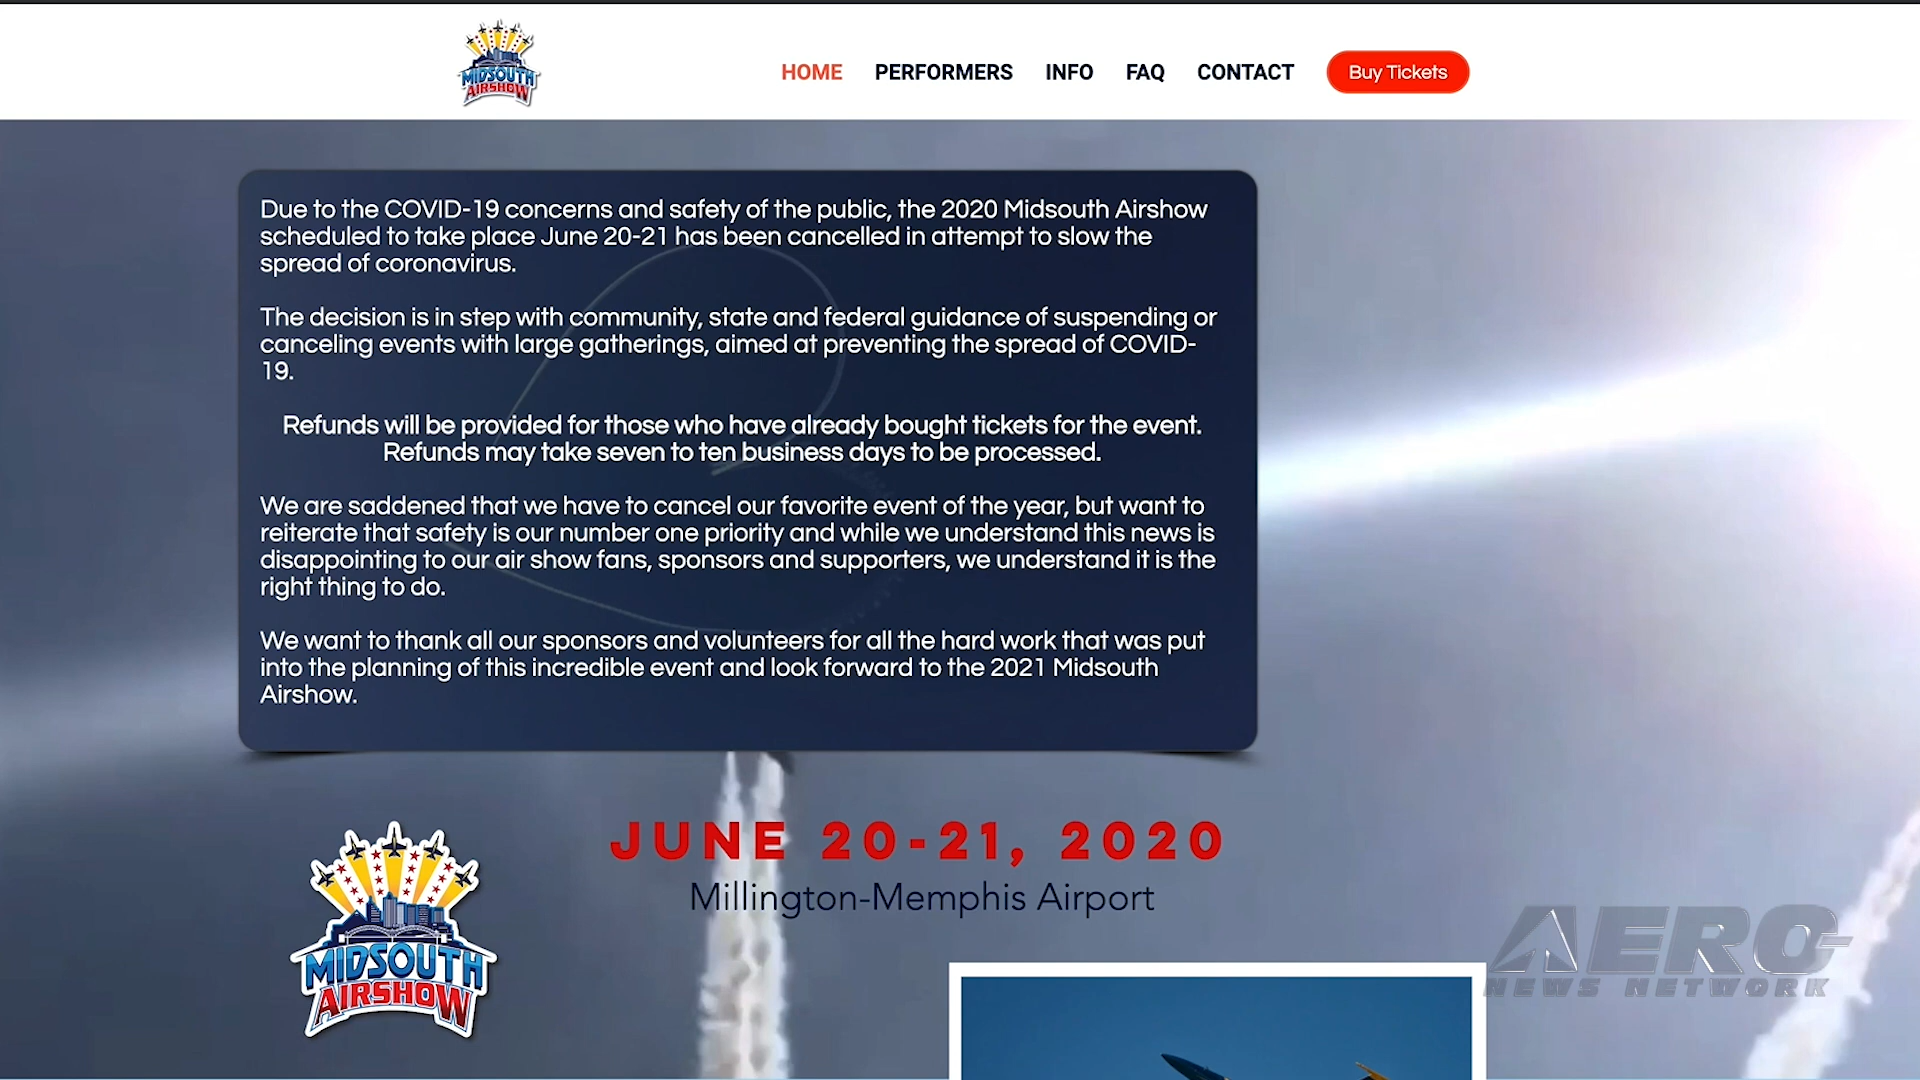 MIDSOUTH
AIRSHOW
HOME PERFORMERS INFO FAQ CONTACT Buy Tickets
Due to the COVID-19 concerns and safety of the public, the 2020 Midsouth Airshow
scheduled to take place June 20-21 has been cancelled in attempt to slow the
spread of coronavirus.
The decision is in step with community, state and federal guidance of suspending or
canceling events with large gatherings, aimed at preventing the spread of COVID-
19.
Refunds will be provided for those who have already bought tickets for the event.
Refunds may take seven to ten business days to be processed.
We are saddened that we have to cancel our favorite event of the year, but want to
reiterate that safety is our number one priority and while we understand this news is
disappointing to our air show fans, sponsors and supporters, we understand it is the
right thing to do.
We want to thank all our sponsors and volunteers for all the hard work that was put
into the planning of this incredible event and look forward to the 2021 Midsouth
Airshow.
JUNE 20-21, 2020
Millington-Memphis Airport
MIDSOUTH
AIRSHOW
AERO-
NEWS NETWORK